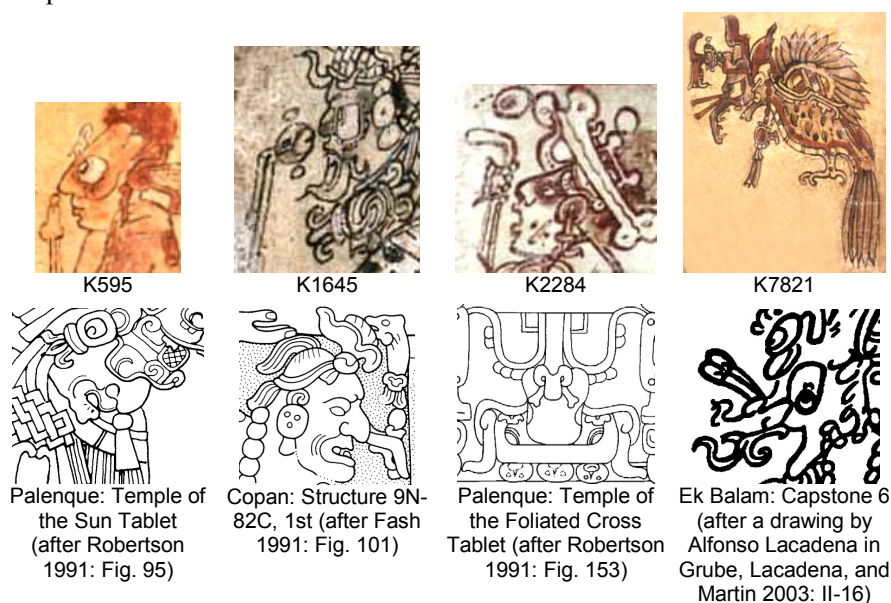 K595
K1645
K2284
K7821
Palenque: Temple of
the Sun Tablet
(after Robertson
1991: Fig. 95)
Copan: Structure 9N-
82C, 1st (after Fash
1991: Fig. 101)
Palenque: Temple of
the Foliated Cross
Tablet (after Robertson
1991: Fig. 153)
Ek Balam: Capstone 6
(after a drawing by
Alfonso Lacadena in
Grube, Lacadena, and
Martin 2003: II-16)